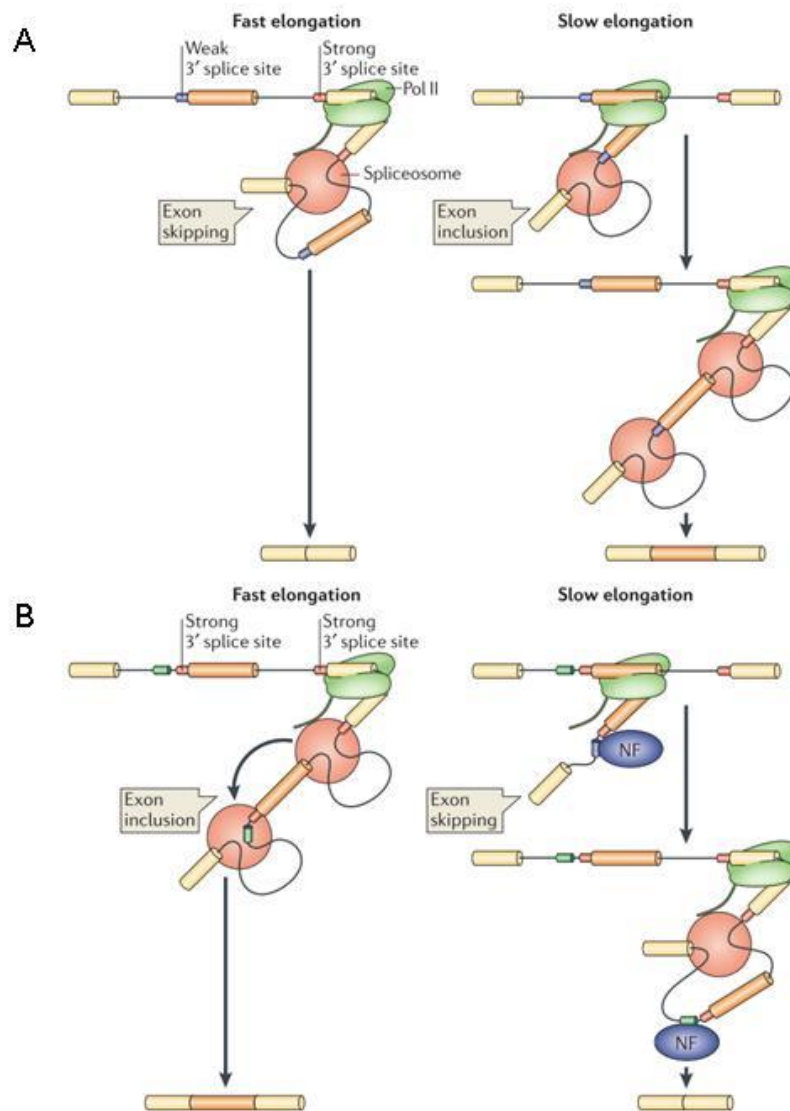 A
Fast elongation
Slow elongation
Weak
3′ splice site
Strong
3′ splice site
Pol II
Spliceosome
Exon
skipping
Exon
inclusion
B
Fast elongation
Slow elongation
Strong
3′ splice site
Strong
3′ splice site
NF
Exon
inclusion
Exon
skipping
NF